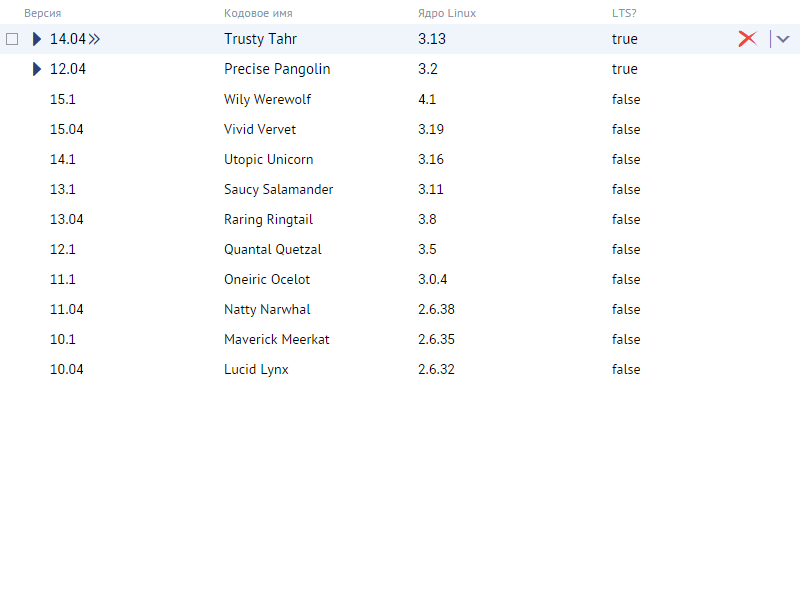 Версия Кодовое имя Ядро Linux LTS?
14.04 Trusty Tahr 3.13 true
12.04 Precise Pangolin 3.2 true
15.1 Wily Werewolf 4.1 false
15.04 Vivid Vervet 3.19 false
14.1 Utopic Unicorn 3.16 false
13.1 Saucy Salamander 3.11 false
13.04 Raring Ringtail 3.8 false
12.1 Quantal Quetzal 3.5 false
11.1 Oneiric Ocelot 3.0.4 false
11.04 Natty Narwhal 2.6.38 false
10.1 Maverick Meerkat 2.6.35 false
10.04 Lucid Lynx 2.6.32 false